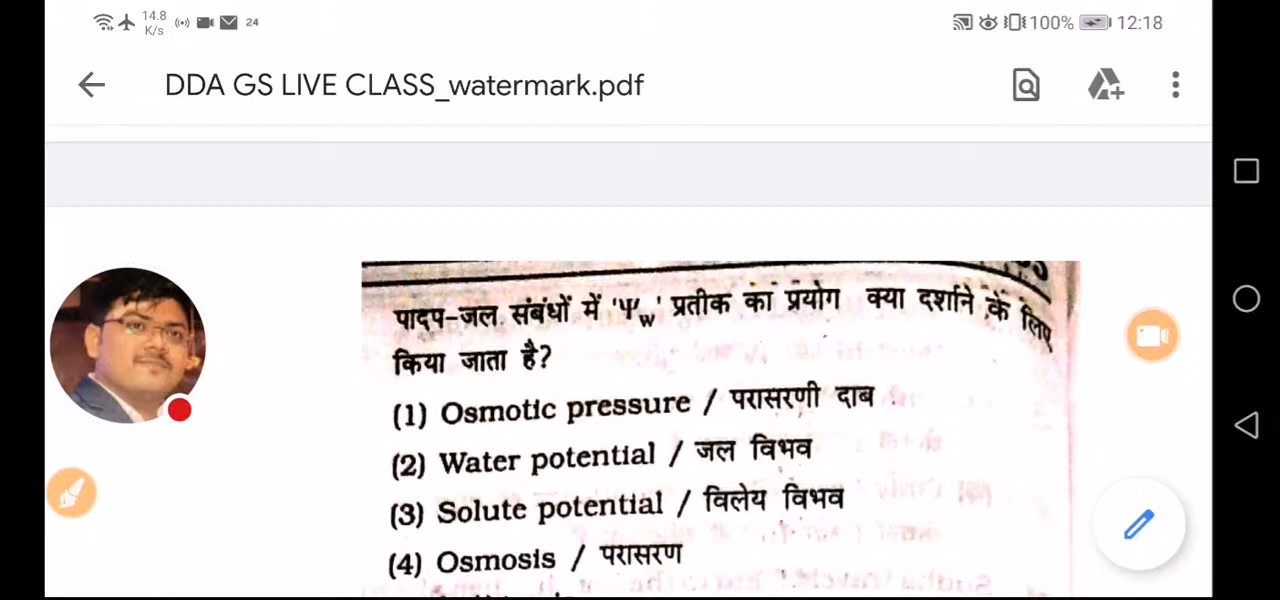 14.8
K/s
24
100%
12:18
DDA GS LIVE CLASS_watermark.pdf
पादप-जल संबंधों में 'Ψw' प्रतीक का प्रयोग क्या दर्शाने के लिए
किया जाता है?
(1) Osmotic pressure / परासरणी दाब
(2) Water potential / जल विभव
(3) Solute potential / विलेय विभव
(4) Osmosis / परासरण